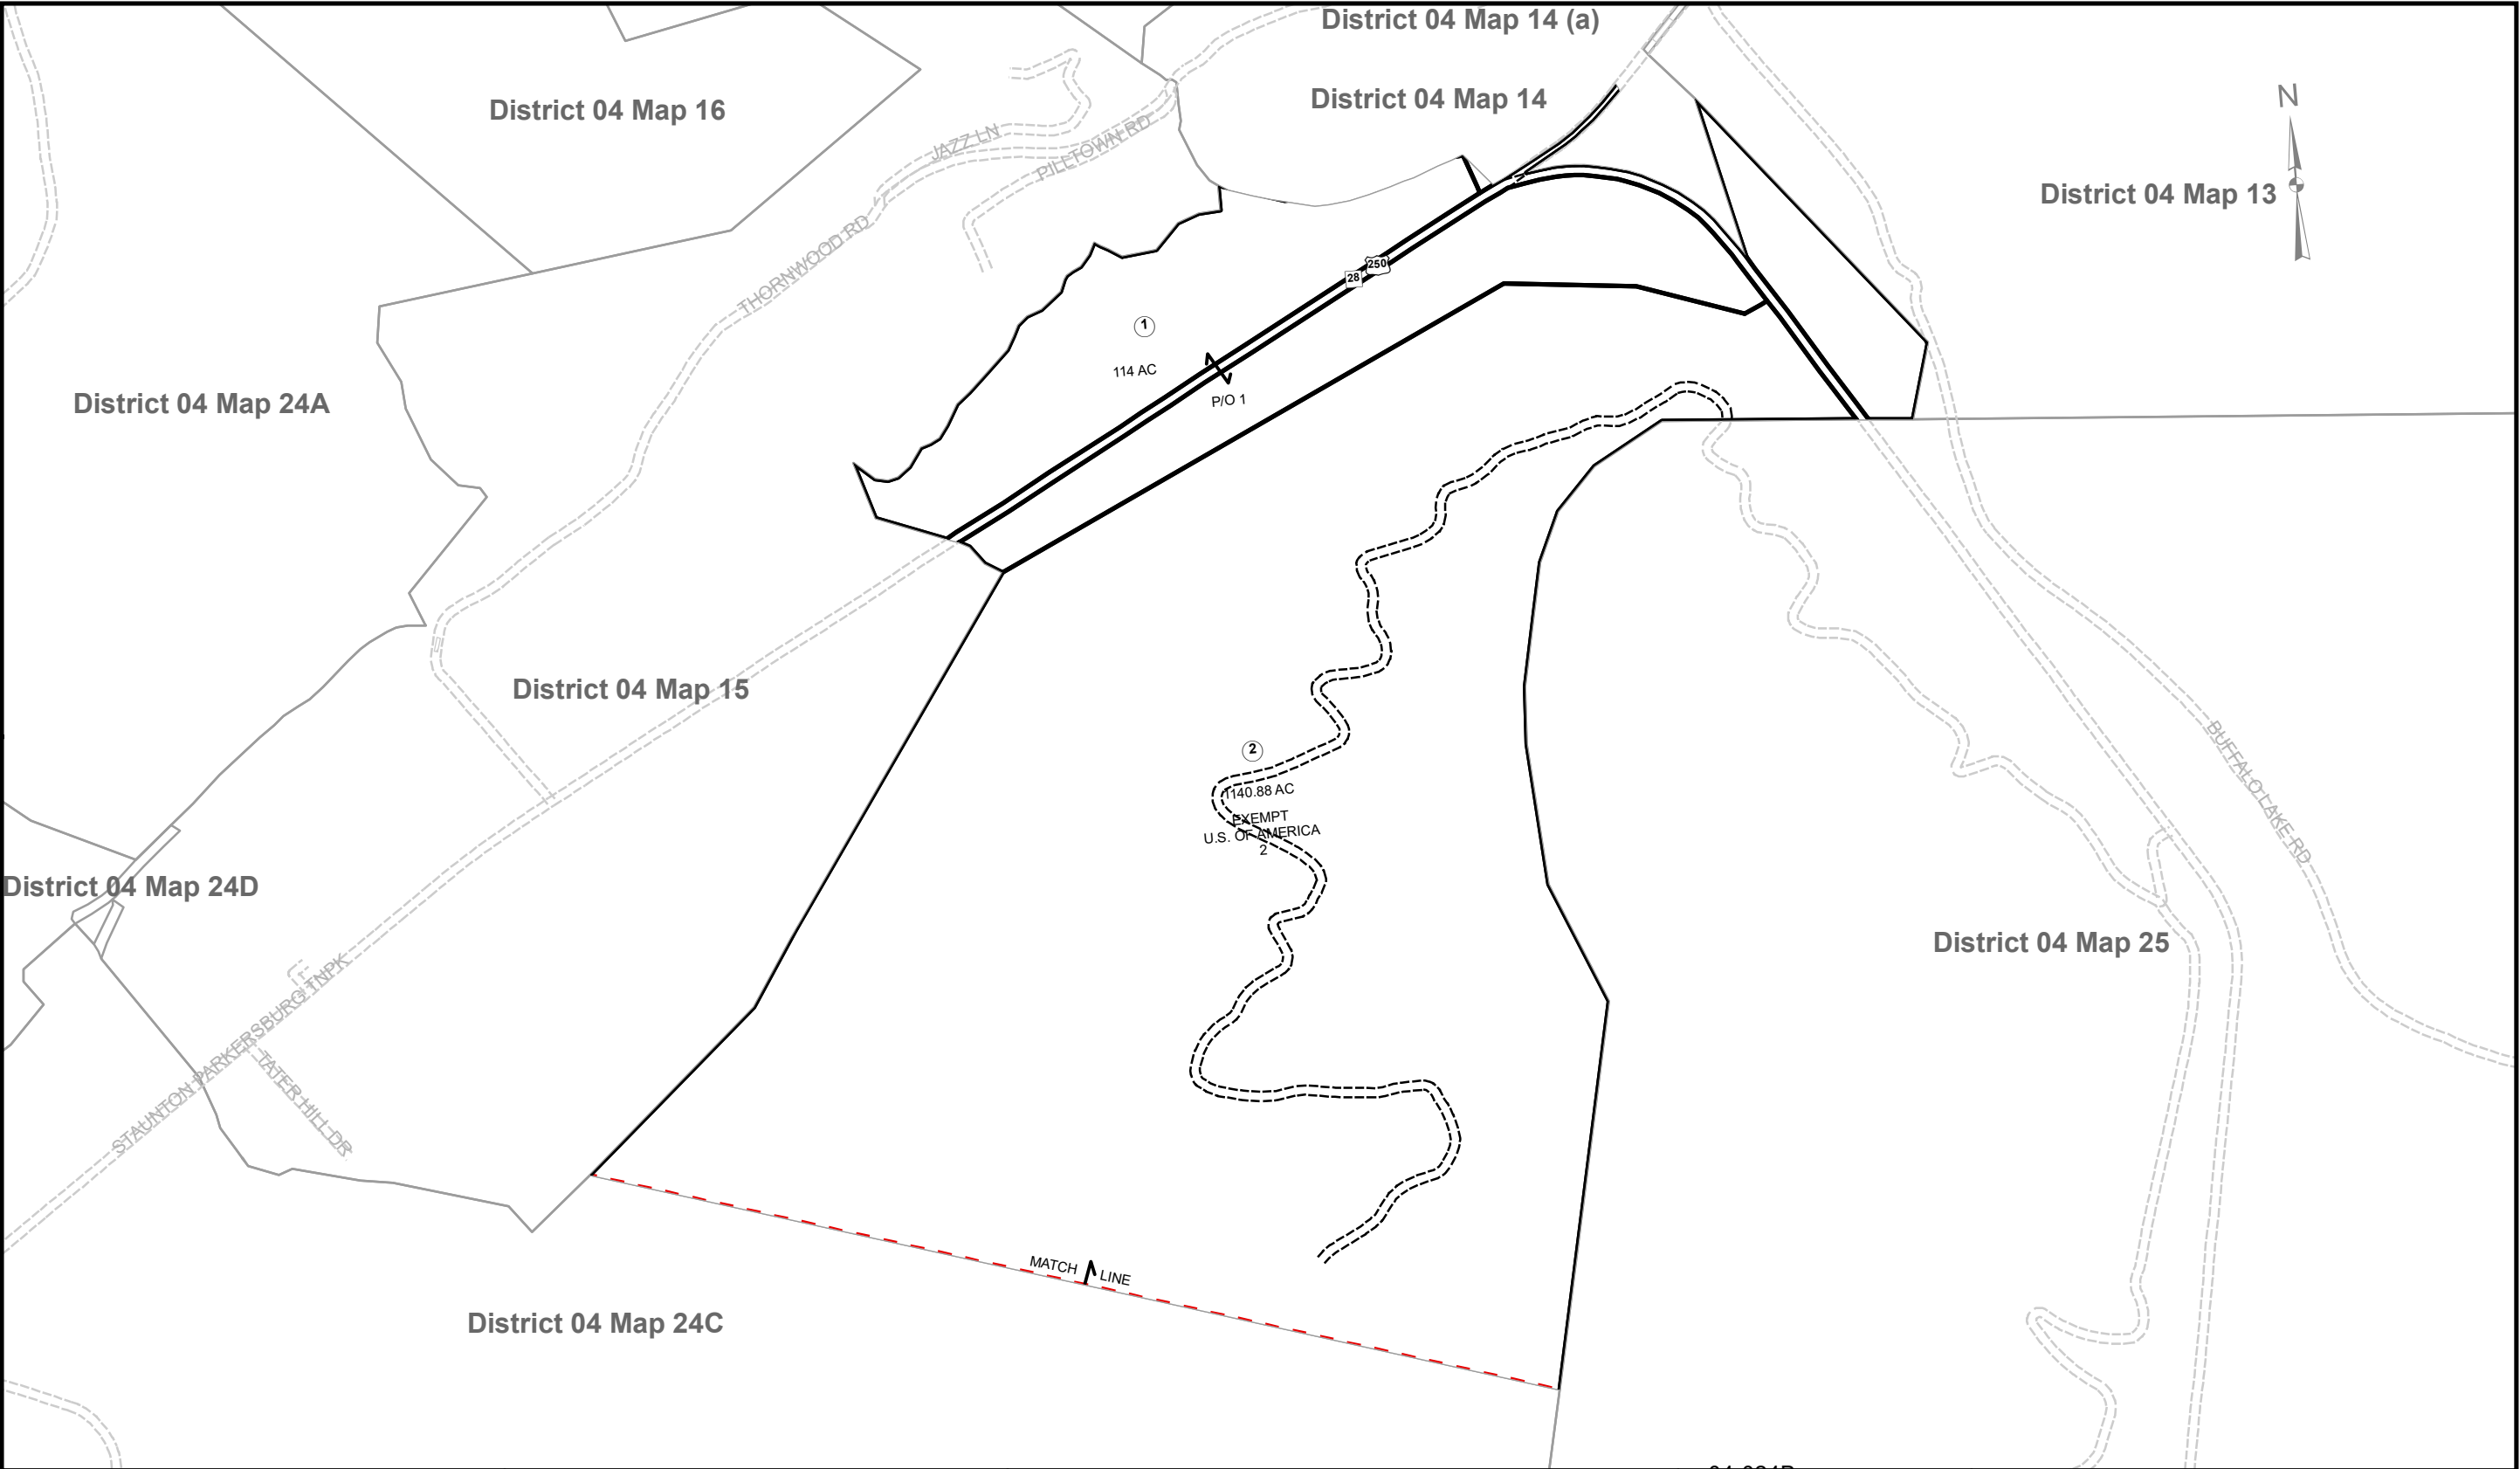 District 04 Map 14 (a)
District 04 Map 14
District 04 Map 16
N
JAZZ LN
PILLTOWN RD
District 04 Map 13
THORNWOOD RD
250
28
1
114 AC
P/O 1
District 04 Map 24A
District 04 Map 15
2
1140.88 AC
EXEMPT
U.S. OF AMERICA
2
BUFFALO LAKE RD
District 04 Map 24D
District 04 Map 25
STAUNTON PARKERSBURG TNPK
TATER HILL DR
MATCH LINE
District 04 Map 24C